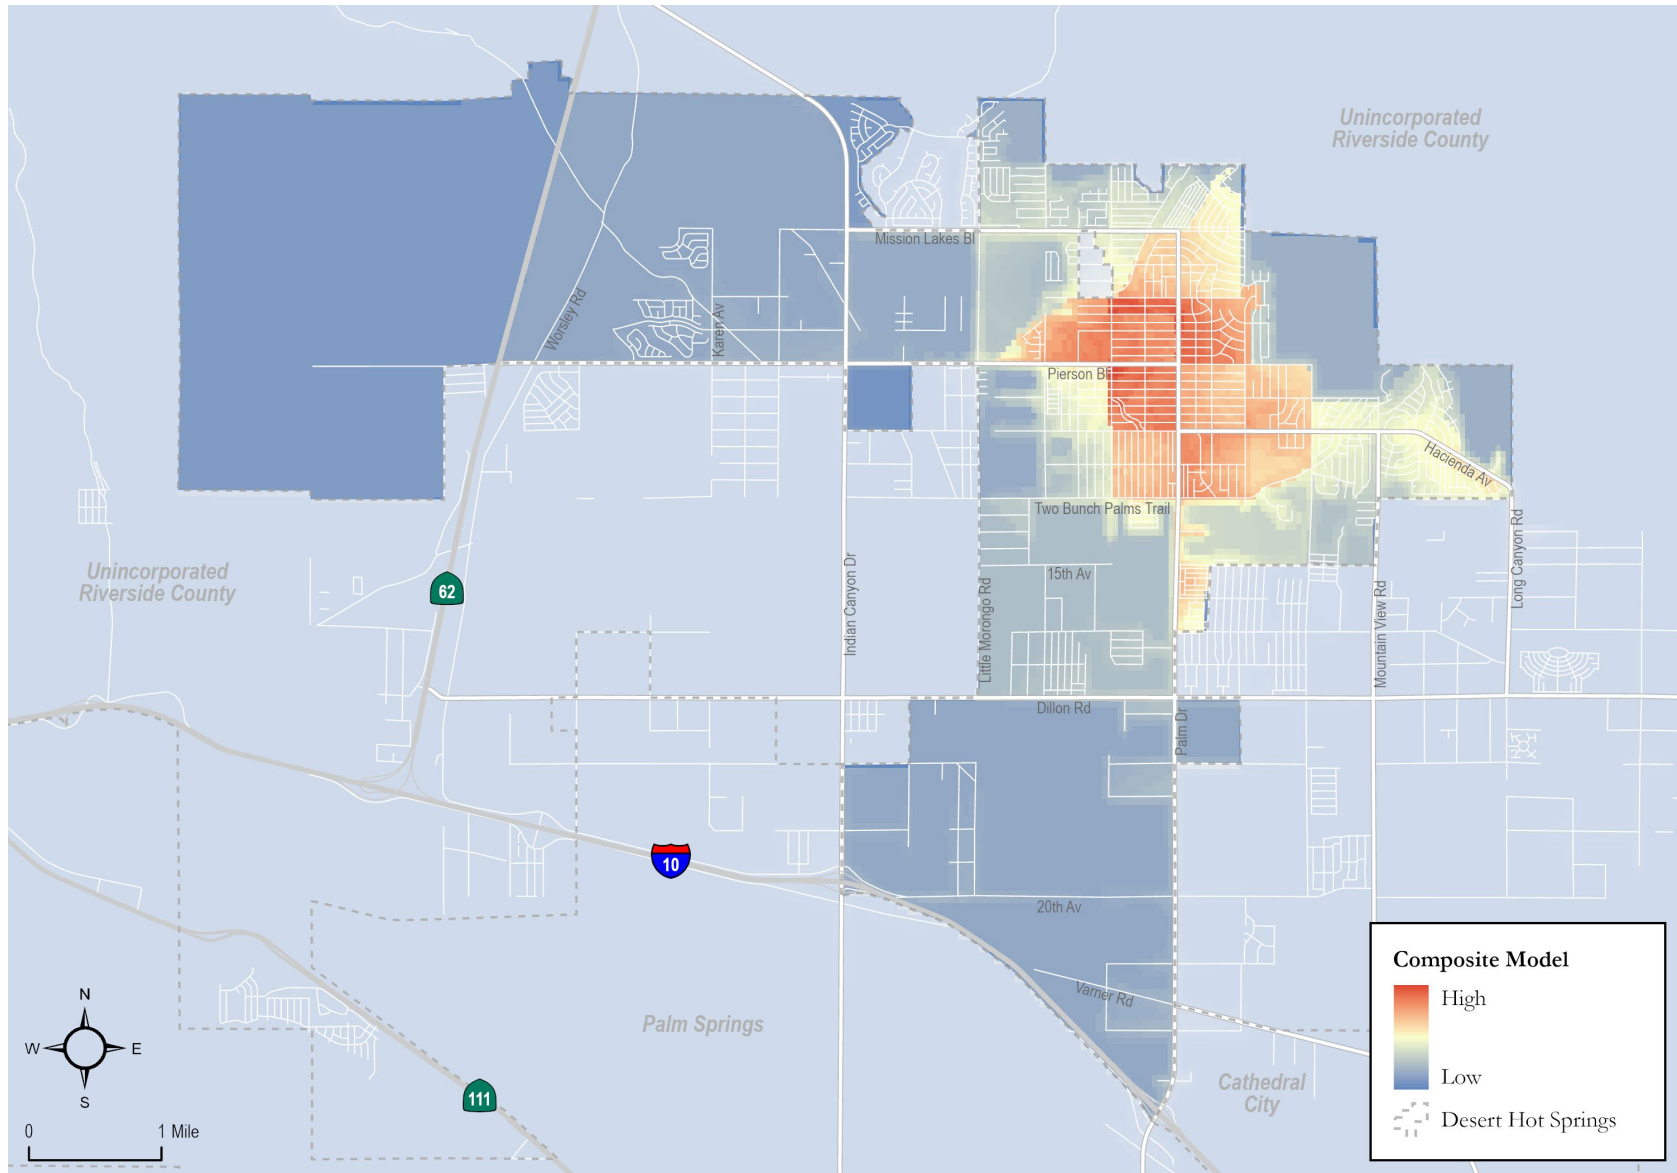 Unincorporated
Riverside County
Mission Lakes Bl
Worsley Rd
Karen Av
Pierson Bl
Hacienda Av
Two Bunch Palms Trail
Long Canyon Rd
Unincorporated
Riverside County
62
15th Av
Indian Canyon Dr
Little Morongo Rd
Mountain View Rd
Dillon Rd
Palm Dr
10
20th Av
Varner Rd
Palm Springs
Cathedral
City
111
N
W
E
S
0
1 Mile
Composite Model
High
Low
Desert Hot Springs